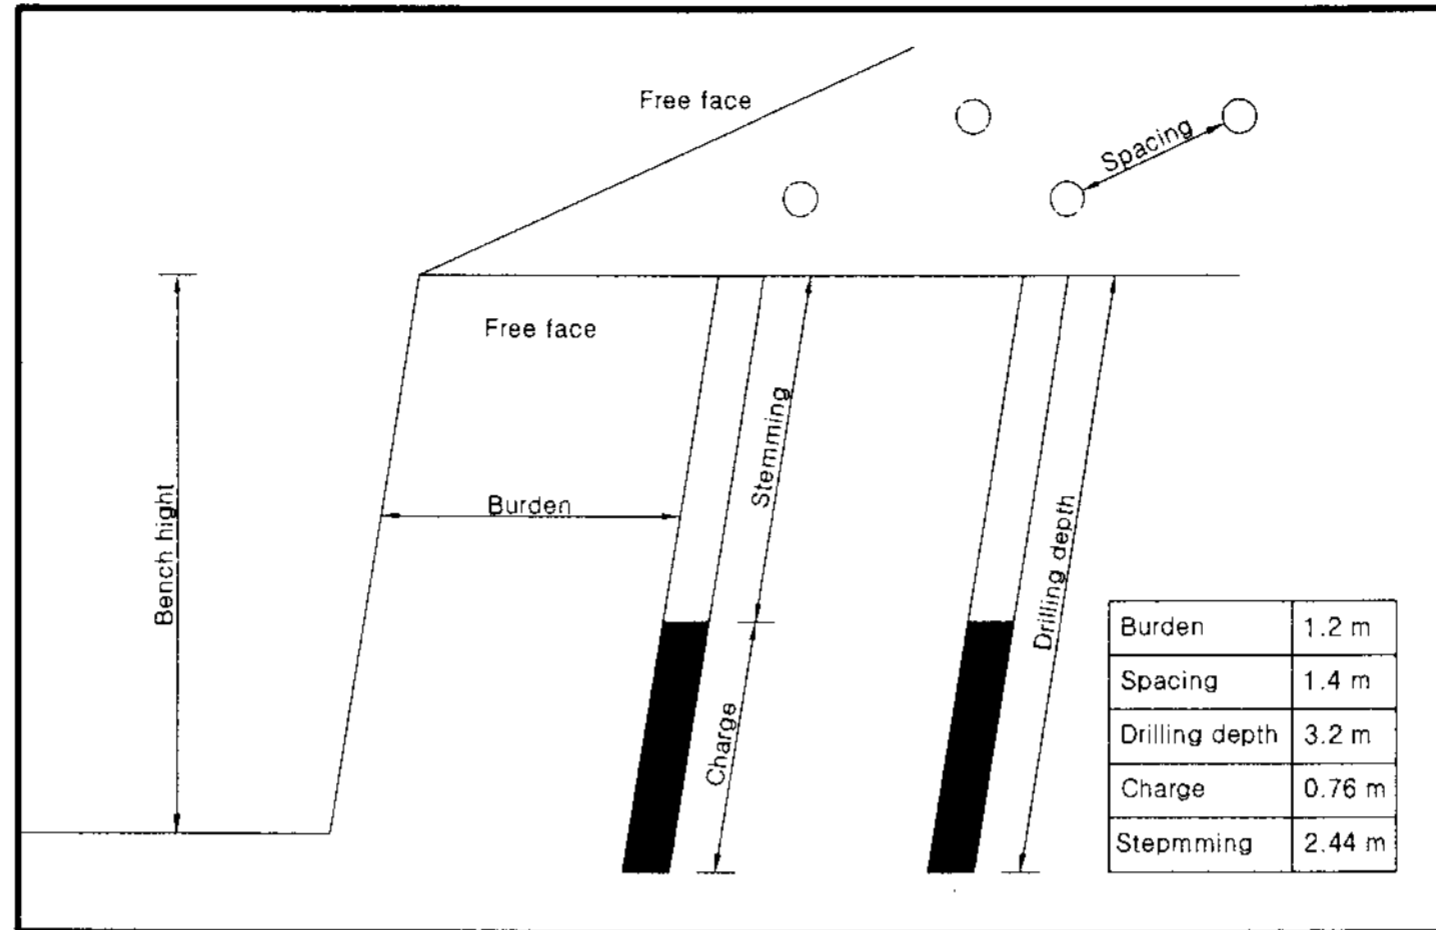 Free face
Spacing
Free face
Stemming
Burden
Bench hight
Drilling depth
Charge
Burden 1.2 m
Spacing 1.4 m
Drilling depth 3.2 m
Charge 0.76 m
Stepmming 2.44 m